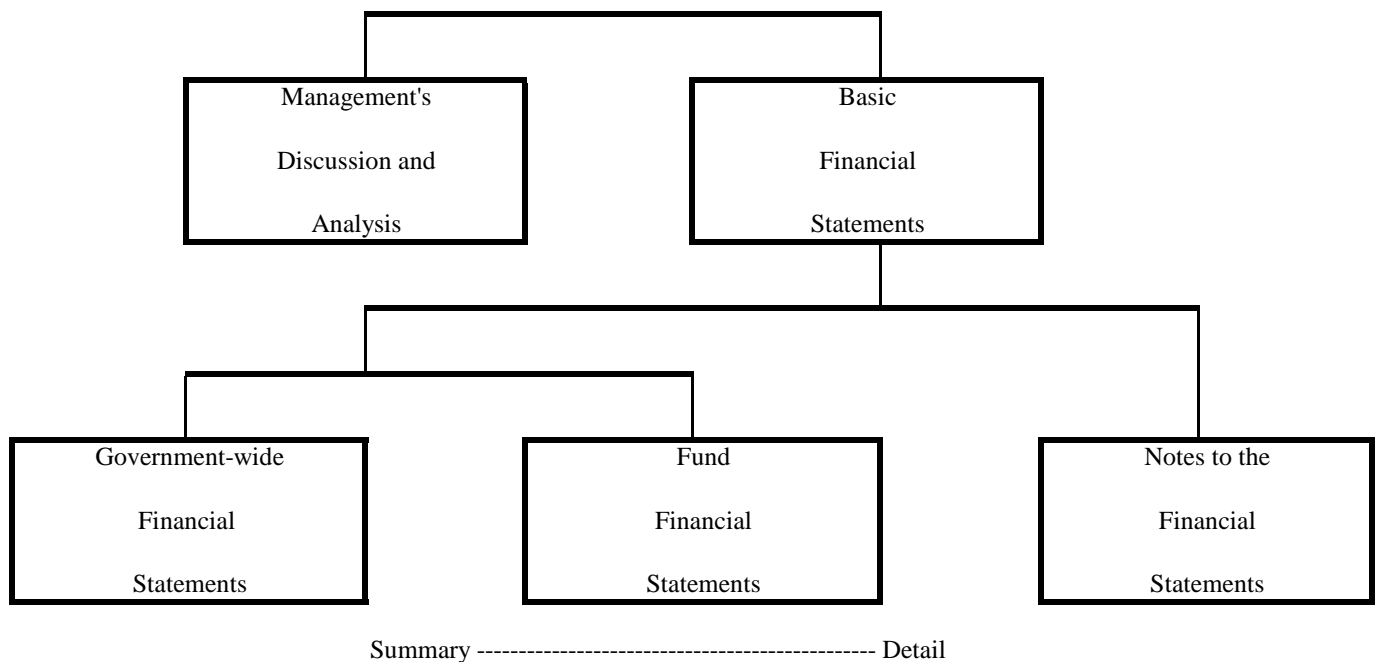 Management's
Discussion and
Analysis
Basic
Financial
Statements
Government-wide
Financial
Statements
Fund
Financial
Statements
Notes to the
Financial
Statements
Summary ------------------------------------------------ Detail